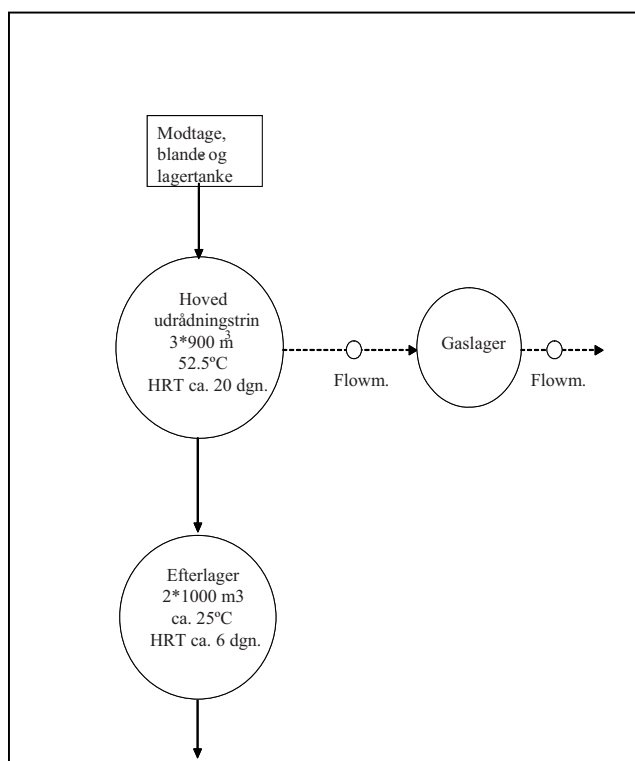 Modtage,
blande og
lagertanke
Hoved
udrådningstrin
3*900 m³
52.5ºC
HRT ca. 20 dgn.
Flowm.
Gaslager
Flowm.
Efterlager
2*1000 m3
ca. 25ºC
HRT ca. 6 dgn.